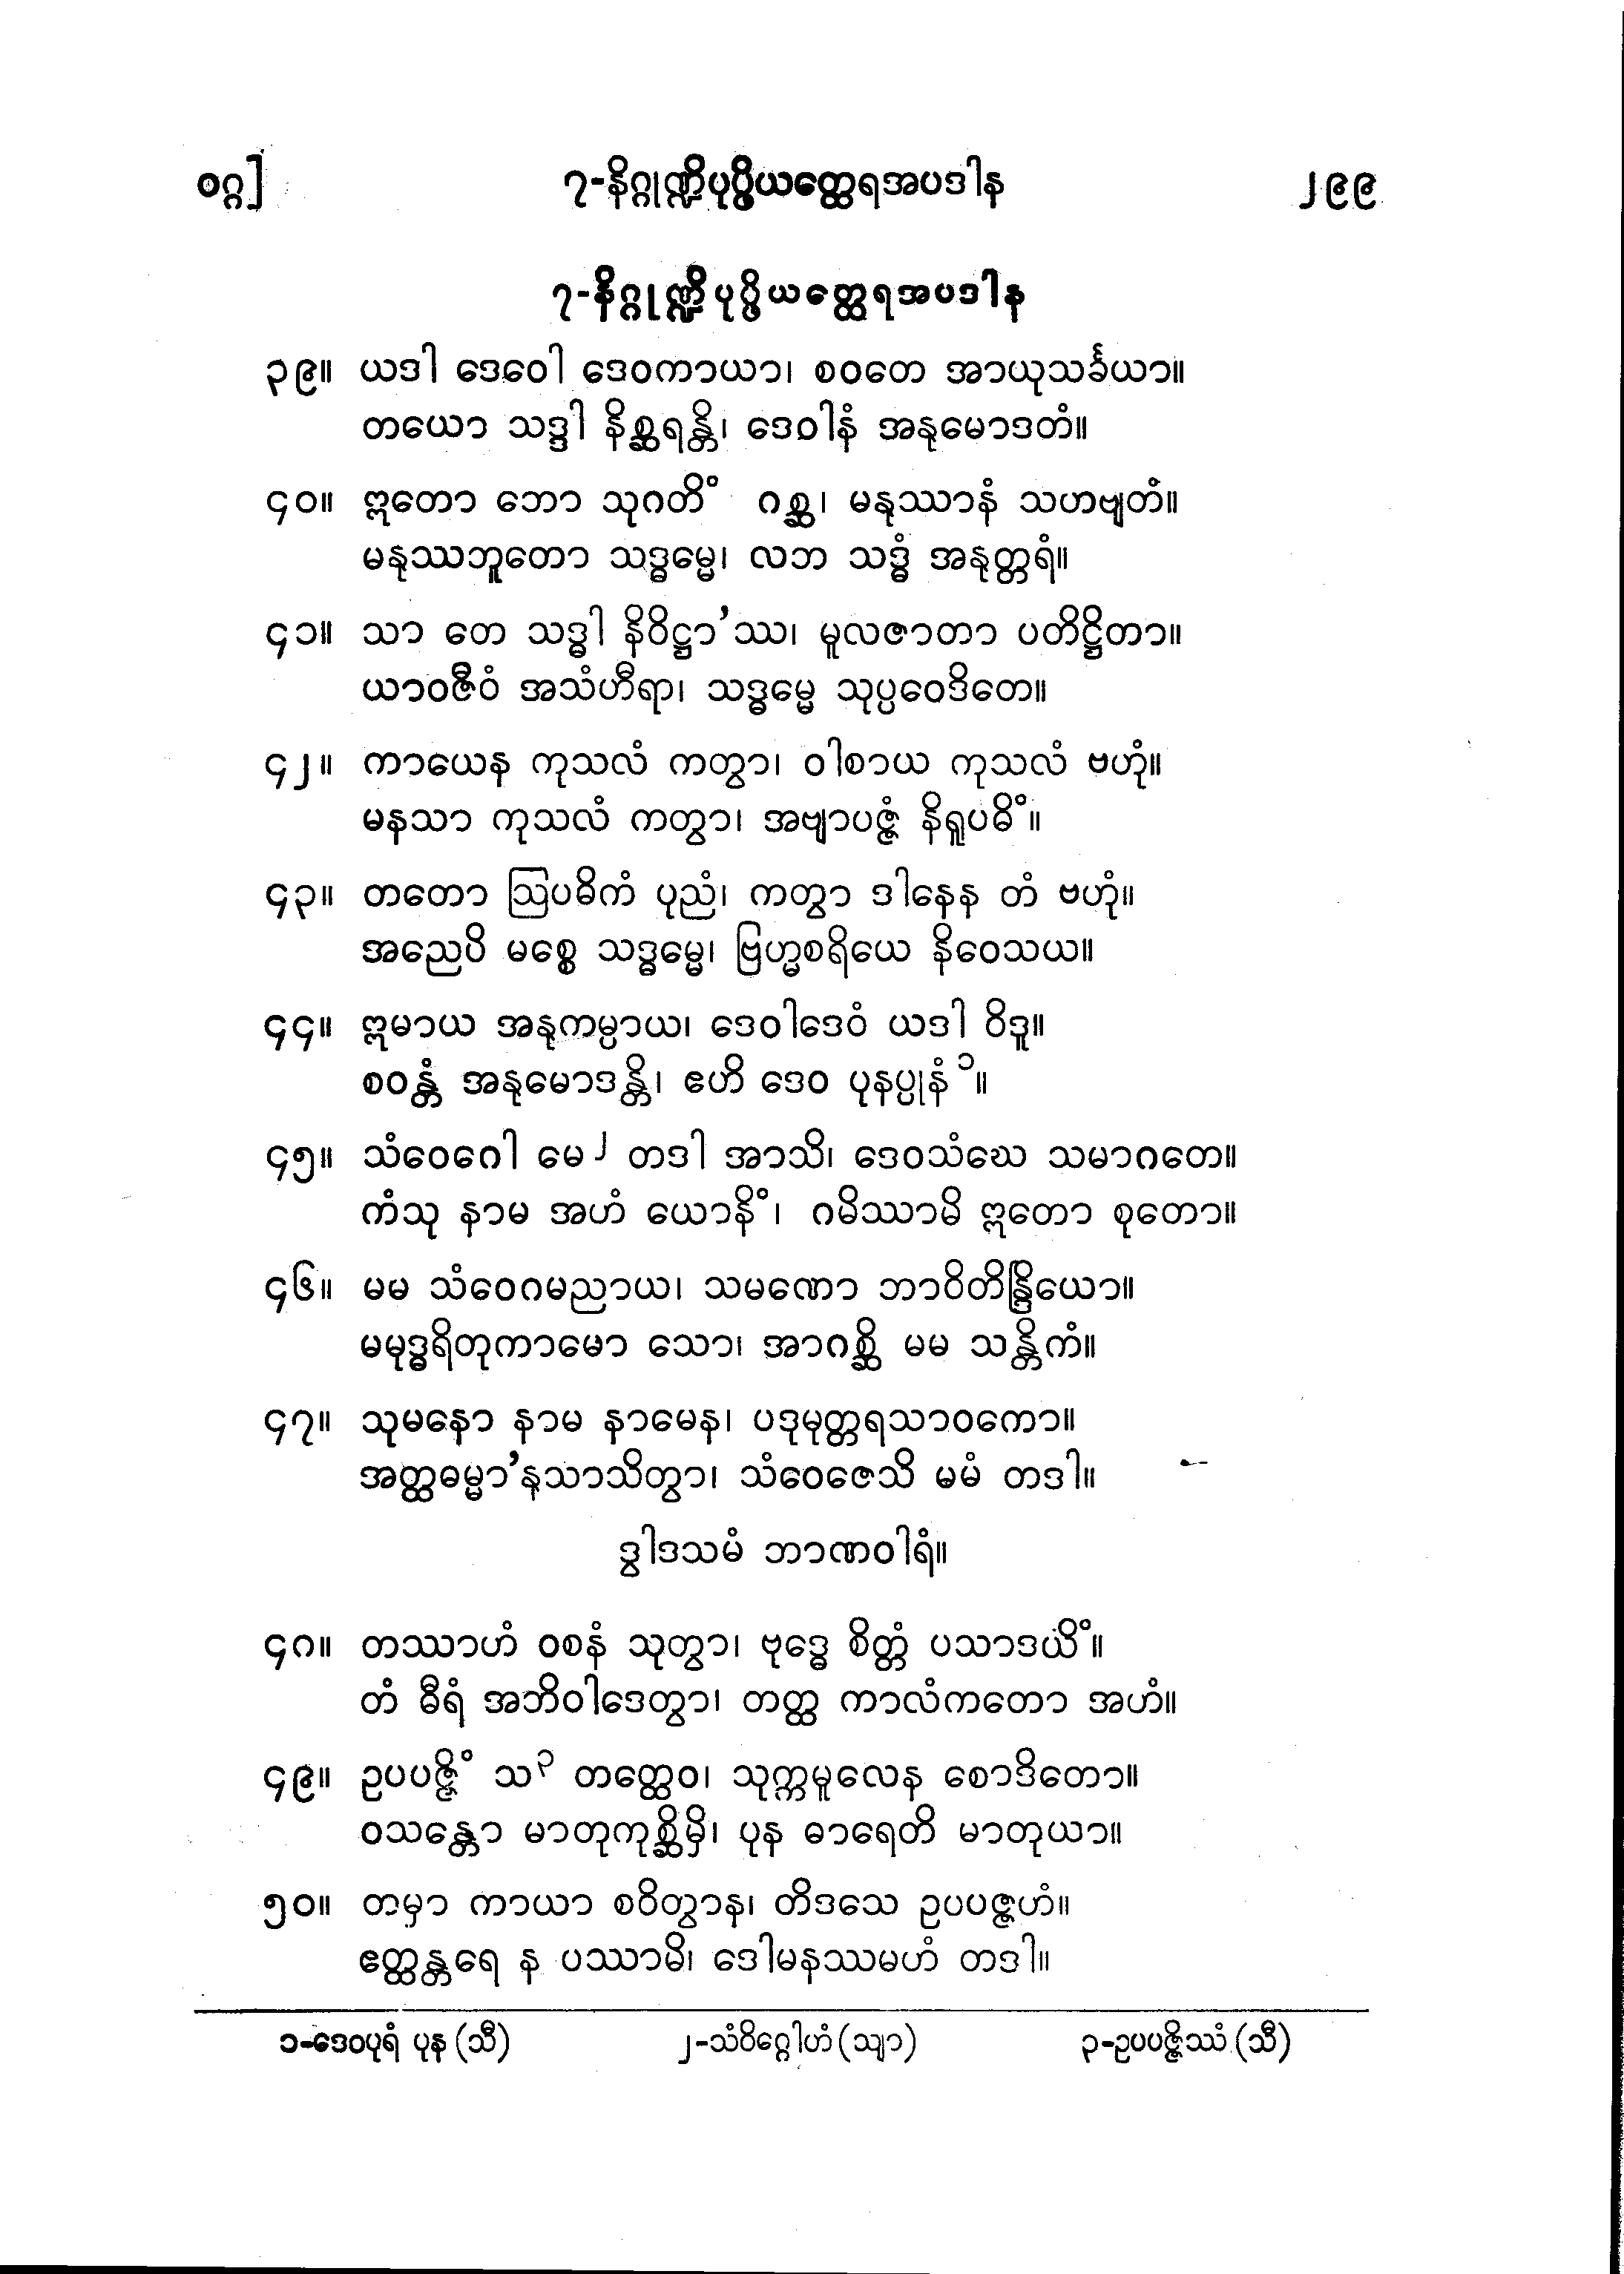 ဝဂ္ဂ] ၇-နိဂ္ဂုဏ္ဍိပုပ္ဖိယတ္ထေရအပဒါန ၂၉၉
၇-နိဂ္ဂုဏ္ဍိပုပ္ဖိယတ္ထေရအပဒါန
၃၉။ ယဒါ ဒေဝေါ ဒေဝကာယာ၊ စဝတေ အာယုသင်္ခယာ။
တယော သဒ္ဒါ နိစ္ဆရန္တိ၊ ဒေဝါနံ အနုမောဒတံ။
၄၀။ ဣတော ဘော သုဂတိံ ဂစ္ဆ၊ မနုဿာနံ သဟဗျတံ။
မနုဿဘူတော သဒ္ဓမ္မေ၊ လဘ သဒ္ဓံ အနုတ္တရံ။
၄၁။ သာ တေ သဒ္ဓါ နိဝိဋ္ဌာ’ဿ၊ မူလဇာတာ ပတိဋ္ဌိတာ။
ယာဝဇီဝံ အသံဟီရာ၊ သဒ္ဓမ္မေ သုပ္ပဝေဒိတေ။
၄၂။ ကာယေန ကုသလံ ကတွာ၊ ဝါစာယ ကုသလံ ဗဟုံ။
မနသာ ကုသလံ ကတွာ၊ အဗျာပဇ္ဇံ နိရူပဓိံ။
၄၃။ တတော ဩပဓိကံ ပုညံ၊ ကတွာ ဒါနေန တံ ဗဟုံ။
အညေပိ မစ္စေ သဒ္ဓမ္မေ၊ ဗြဟ္မစရိယေ နိဝေသယ။
၄၄။ ဣမာယ အနုကမ္ပာယ၊ ဒေဝါဒေဝံ ယဒါ ဝိဒူ။
စဝန္တံ အနုမောဒန္တိ၊ ဧဟိ ဒေဝ ပုနပ္ပုနံ ၁။
၄၅။ သံဝေဂေါ မေ ၂ တဒါ အာသိ၊ ဒေဝသံဃေ သမာဂတေ။
ကံသု နာမ အဟံ ယောနိံ၊ ဂမိဿာမိ ဣတော စုတော။
၄၆။ မမ သံဝေဂမညာယ၊ သမဏော ဘာဝိတိန္ဒြိယော။
မမုဒ္ဓရိတုကာမော သော၊ အာဂစ္ဆိ မမ သန္တိကံ။
၄၇။ သုမနော နာမ နာမေန၊ ပဒုမုတ္တရသာဝကော။
အတ္ထဓမ္မာ’နုသာသိတွာ၊ သံဝေဇေသိ မမံ တဒါ။
ဒွါဒသမံ ဘာဏဝါရံ။
၄၈။ တဿာဟံ ဝစနံ သုတွာ၊ ဗုဒ္ဓေ စိတ္တံ ပသာဒယိံ။
တံ ဓီရံ အဘိဝါဒေတွာ၊ တတ္ထ ကာလံကတော အဟံ။
၄၉။ ဥပပဇ္ဇိံ သ ၃ တတ္ထေဝ၊ သုက္ကမူလေန စောဒိတော။
ဝသန္တော မာတုကုစ္ဆိမှိ၊ ပုန ဓာရေတိ မာတုယာ။
၅၀။ တမှာ ကာယာ စဝိတွာန၊ တိဒသေ ဥပပဇ္ဇဟံ။
ဧတ္ထန္တရေ န ပဿာမိ၊ ဒေါမနဿမဟံ တဒါ။
၁-ဒေဝပုရံ ပုန (သီ) ၂-သံဝိဂ္ဂေါဟံ (သျာ) ၃-ဥပပဇ္ဇိဿံ (သီ)